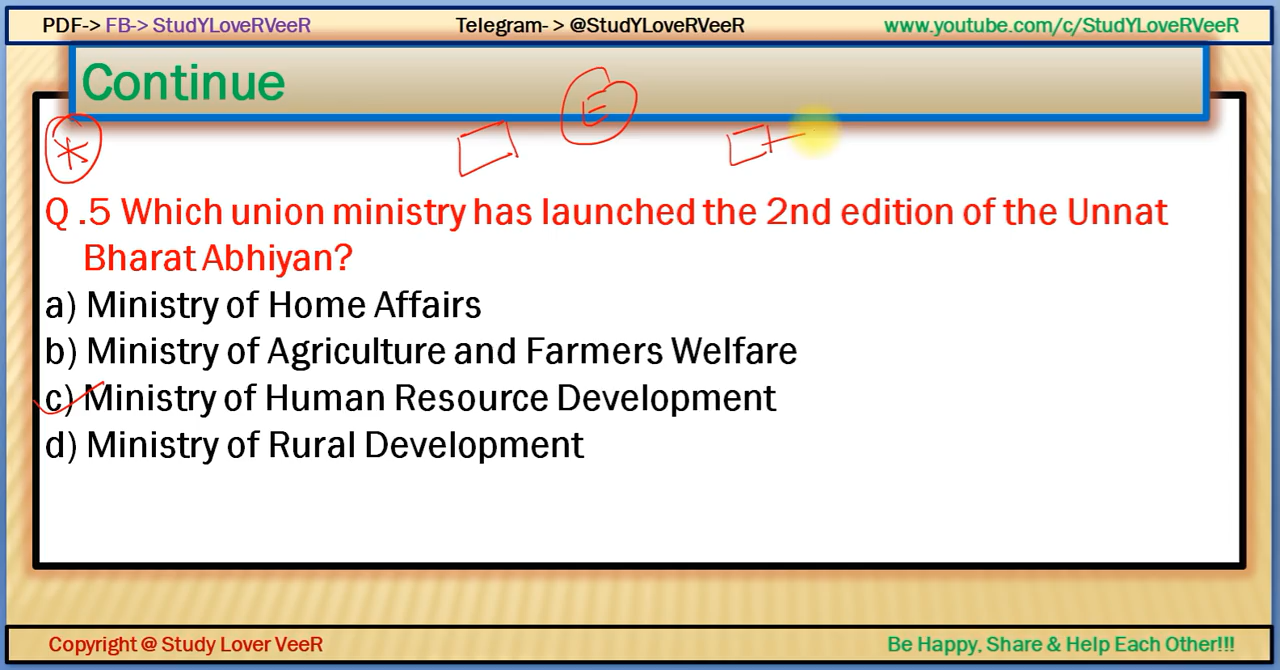 PDF-> FB-> StudYLoveRVeeR Telegram- > @StudYLoveRVeeR www.youtube.com/c/StudYLoveRVeeR
Continue
E
Q .5 Which union ministry has launched the 2nd edition of the Unnat
Bharat Abhiyan?
a) Ministry of Home Affairs
b) Ministry of Agriculture and Farmers Welfare
c) Ministry of Human Resource Development
d) Ministry of Rural Development
Copyright @ Study Lover VeeR Be Happy, Share & Help Each Other!!!